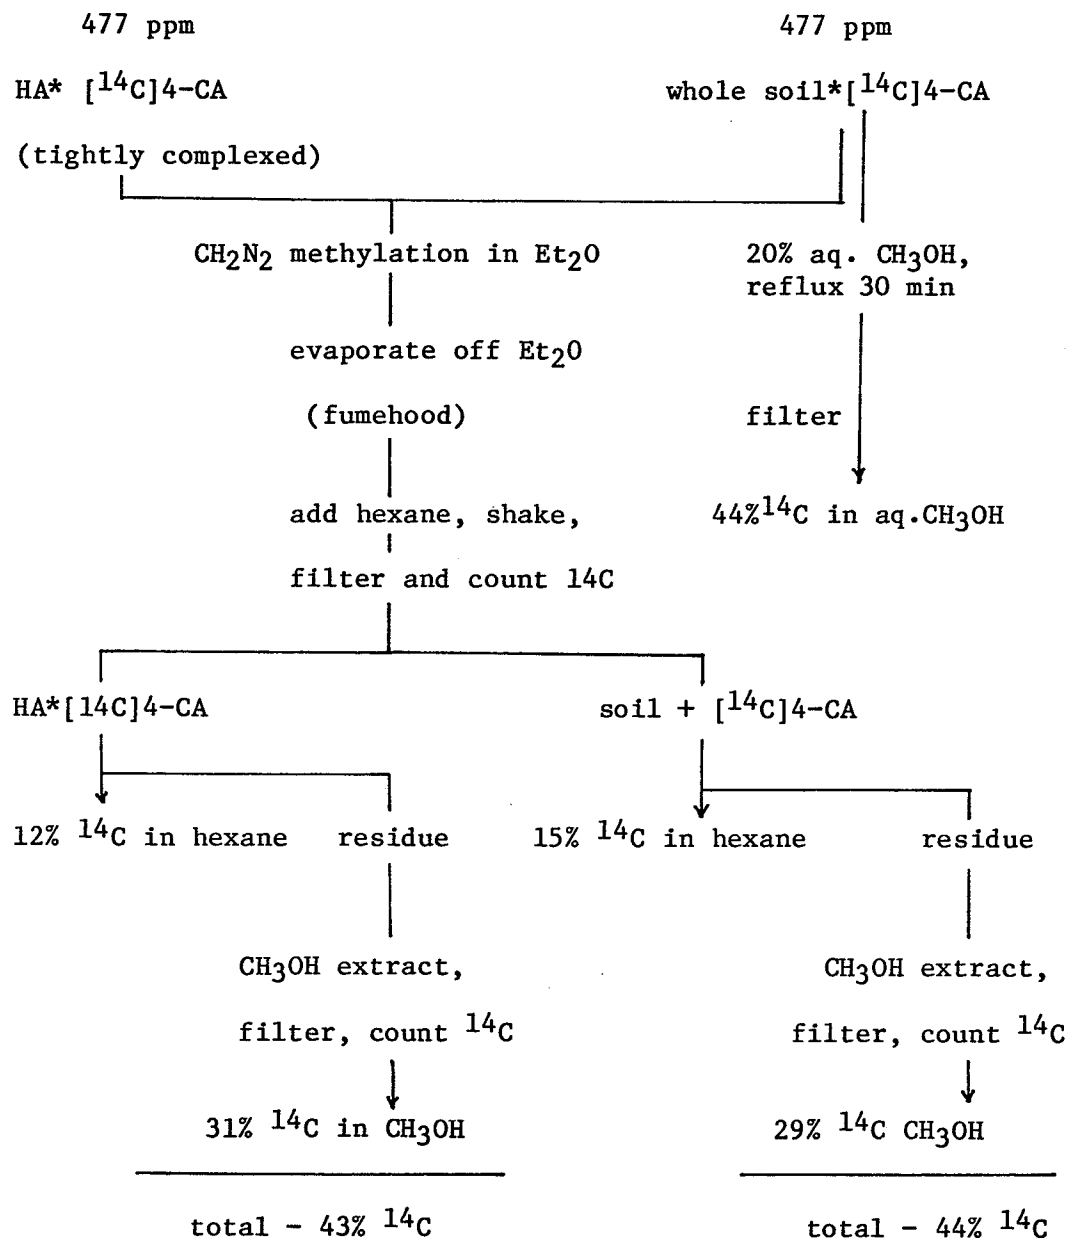 477 ppm
477 ppm
HA* [14C]4-CA
whole soil*[14C]4-CA
(tightly complexed)
CH2N2 methylation in Et2O
20% aq. CH3OH,
reflux 30 min
evaporate off Et2O
(fumehood)
filter
add hexane, shake,
44%14C in aq.CH3OH
filter and count 14C
HA*[14C]4-CA
soil + [14C]4-CA
12% 14C in hexane
residue
15% 14C in hexane
residue
CH3OH extract,
CH3OH extract,
filter, count 14C
filter, count 14C
31% 14C in CH3OH
29% 14C CH3OH
total - 43% 14C
total - 44% 14C